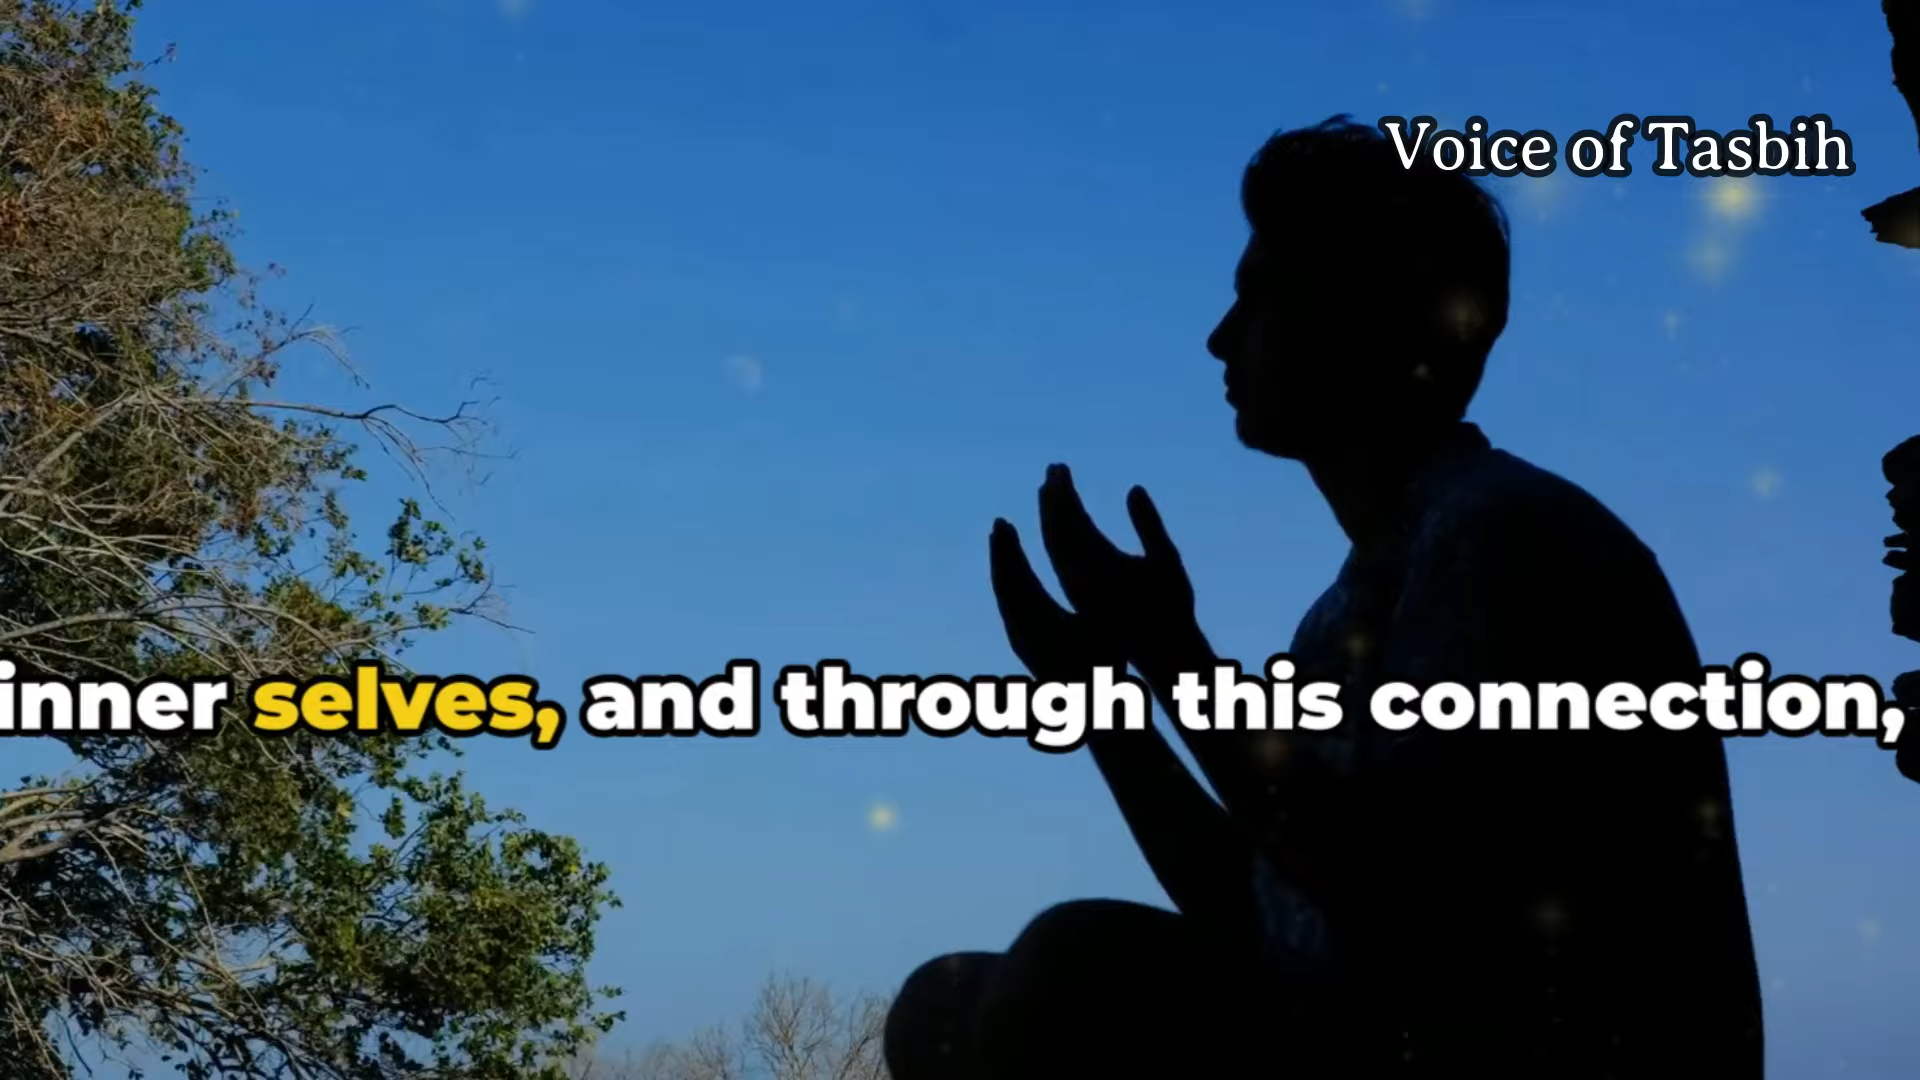 Voice of Tasbih
inner selves, and through this connection,